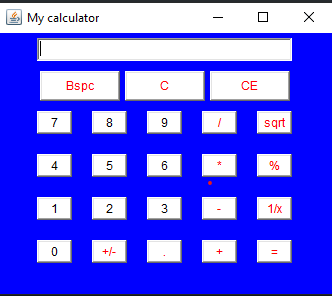 My calculator
Bspc C CE
7 8 9 / sqrt
4 5 6 * %
1 2 3 - 1/x
0 +/- . + =